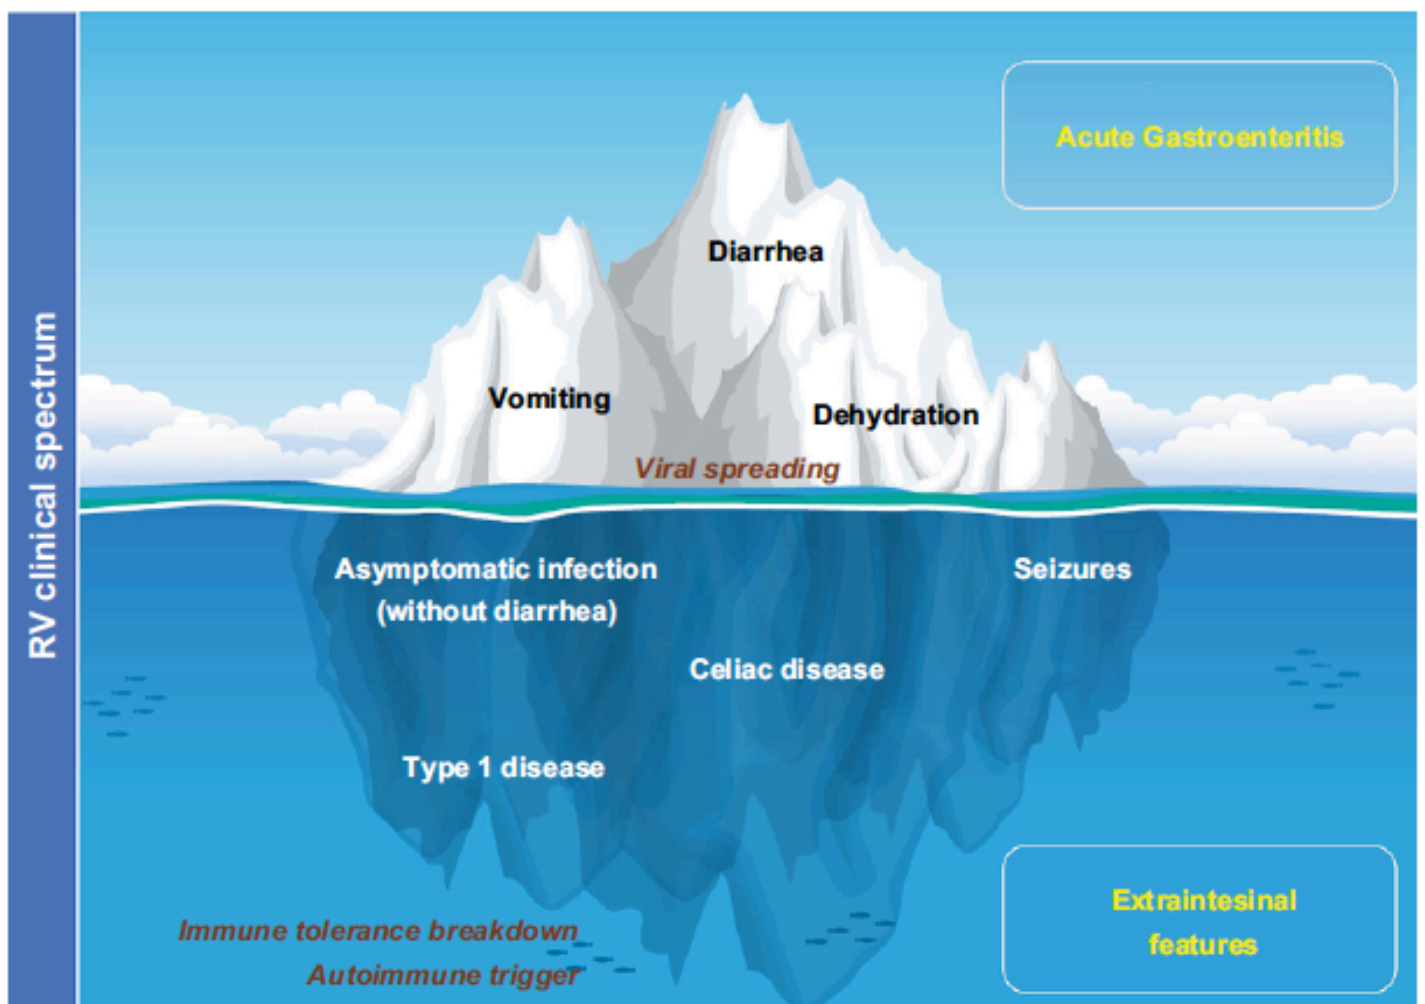 RV clinical spectrum
Acute Gastroenteritis
Diarrhea
Vomiting
Dehydration
Viral spreading
Asymptomatic infection
(without diarrhea)
Seizures
Celiac disease
Type 1 disease
Extraintesinal
features
Immune tolerance breakdown
Autoimmune trigger